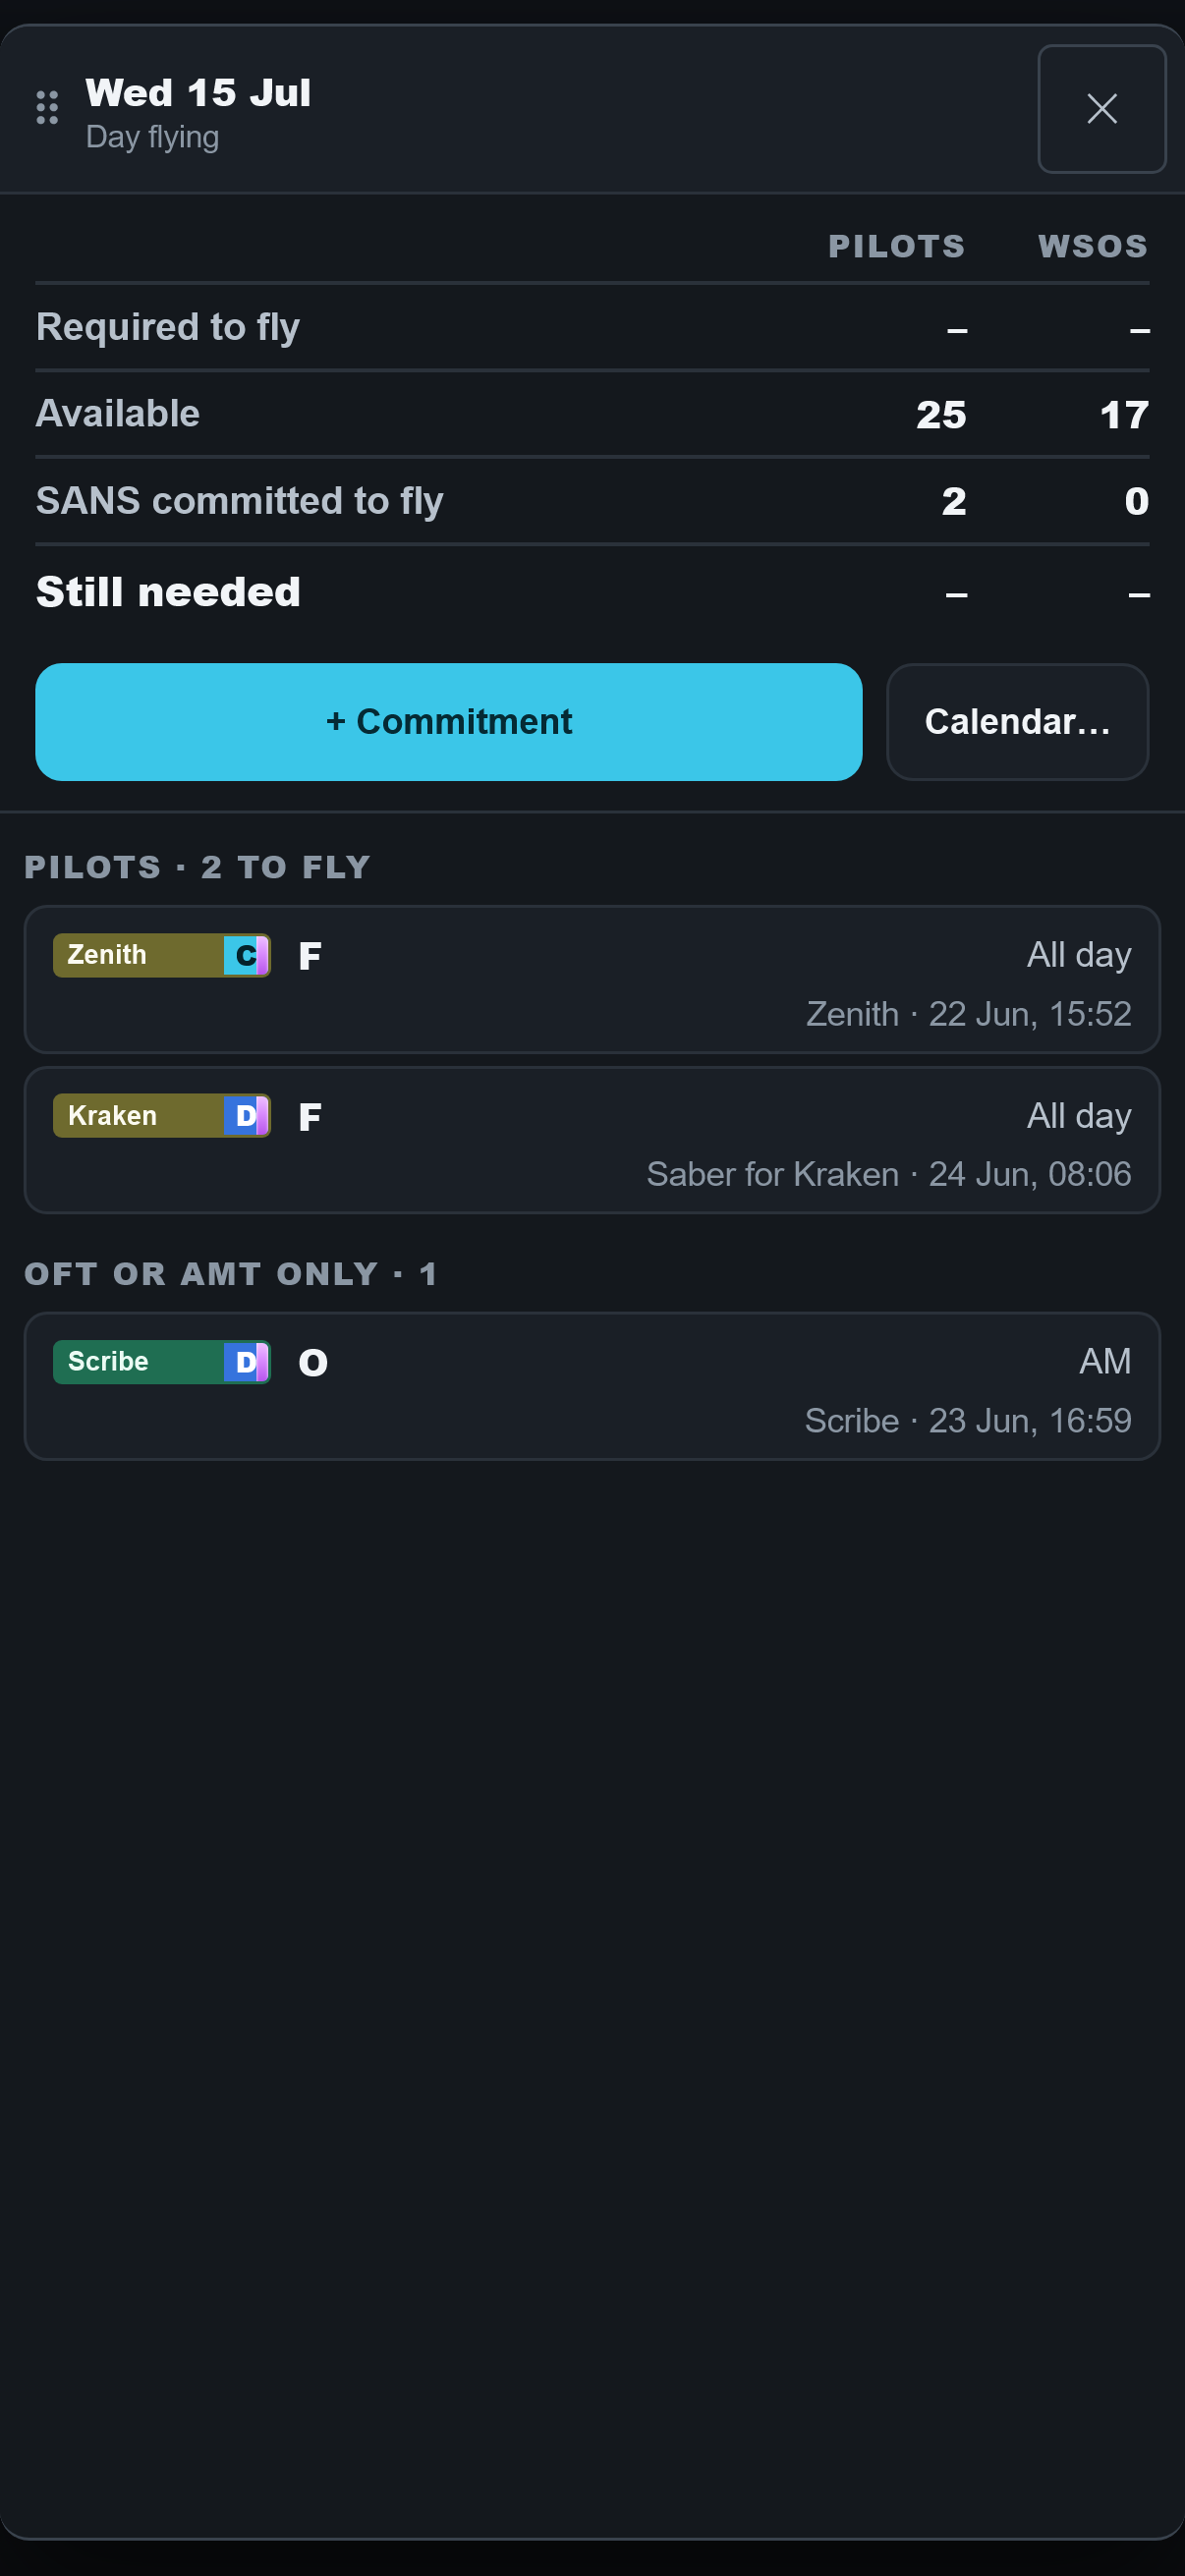 Wed 15 Jul
Day flying
PILOTS WSOS
Required to fly – –
Available 25 17
SANS committed to fly 2 0
Still needed – –
+ Commitment Calendar...
PILOTS · 2 TO FLY
Zenith C F All day
Zenith · 22 Jun, 15:52
Kraken D F All day
Saber for Kraken · 24 Jun, 08:06
OFT OR AMT ONLY · 1
Scribe D O AM
Scribe · 23 Jun, 16:59